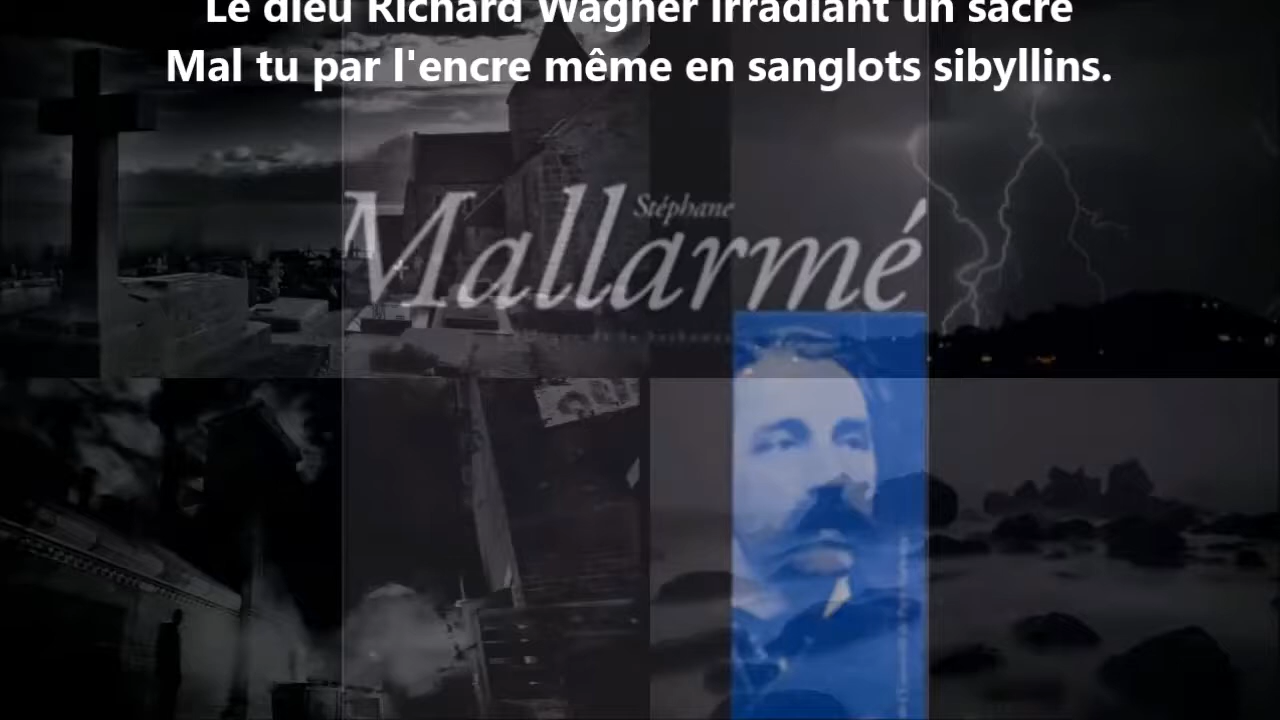 Le dieu Richard Wagner irradiant un sacre
Mal tu par l'encre même en sanglots sibyllins.
Stéphane
Mallarmé